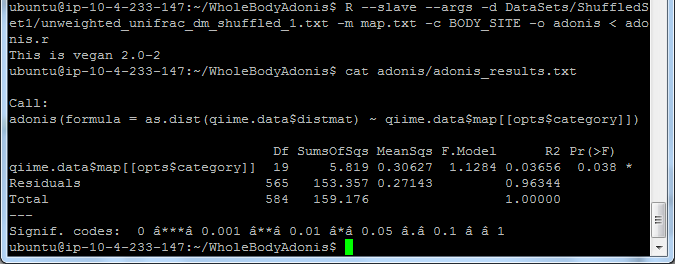 ubuntu@ip-10-4-233-147:~/WholeBodyAdonis$ R --slave --args -d DataSets/ShuffledS
et1/unweighted_unifrac_dm_shuffled_1.txt -m map.txt -c BODY_SITE -o adonis < ado
nis.r
This is vegan 2.0-2
ubuntu@ip-10-4-233-147:~/WholeBodyAdonis$ cat adonis/adonis_results.txt
Call:
adonis(formula = as.dist(qiime.data$distmat) ~ qiime.data$map[[opts$category]])
Df SumsOfSqs MeanSqs F.Model R2 Pr(>F)
qiime.data$map[[opts$category]] 19 5.819 0.30627 1.1284 0.03656 0.038 *
Residuals 565 153.357 0.27143 0.96344
Total 584 159.176 1.00000
---
Signif. codes: 0 â***â 0.001 â**â 0.01 â*â 0.05 â.â 0.1 â â 1
ubuntu@ip-10-4-233-147:~/WholeBodyAdonis$